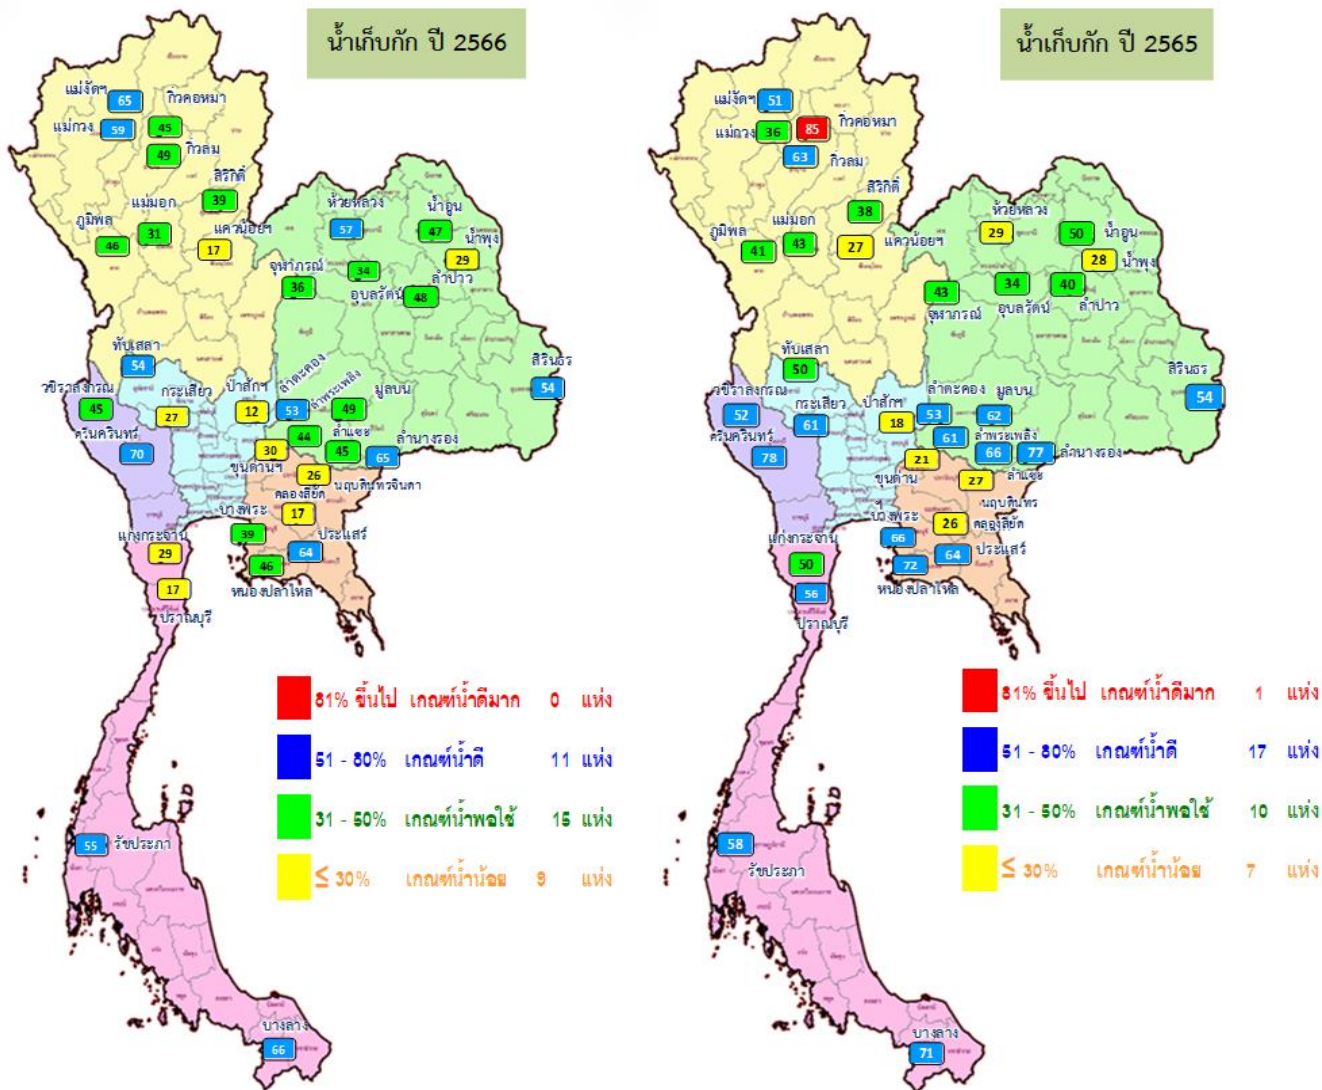 น้ำเก็บกัก ปี 2566
แม่งัดฯ
65
กิ่วคอหมา
แม่กวง
59
45
49
กิ่วลม
สิริกิติ์
39
แม่มอก
ภูมิพล
46
31
แควน้อยฯ
17
ห้วยหลวง
57
น้ำอูน
47
น้ำพุง
29
จุฬาภรณ์
36
34
อุบลรัตน์
ลำปาว
48
ทับเสลา
54
สิรินธร
54
วชิราลงกรณ
45
กระเสียว
27
ป่าสักฯ
12
ลำตะคอง
53
ลำพระเพลิง
44
มูลบน
49
ลำแชะ
45
ลำนางรอง
65
ศรีนครินทร์
70
30
ขุนด่านฯ
26
นฤบดินทรจินดา
คลองสียัด
17
บางพระ
39
ประแสร์
64
46
หนองปลาไหล
แก่งกระจาน
29
17
ปราณบุรี
81% ขึ้นไป เกณฑ์น้ำดีมาก 0 แห่ง
51 - 80% เกณฑ์น้ำดี 11 แห่ง
31 - 50% เกณฑ์น้ำพอใช้ 15 แห่ง
≤ 30% เกณฑ์น้ำน้อย 9 แห่ง
55
รัชประภา
บางลาง
66
น้ำเก็บกัก ปี 2565
แม่งัดฯ
51
แม่กวง
36
85
กิ่วคอหมา
63
กิ่วลม
สิริกิติ์
38
ภูมิพล
41
แม่มอก
43
แควน้อยฯ
27
ห้วยหลวง
29
50
น้ำอูน
28
น้ำพุง
43
จุฬาภรณ์
34
อุบลรัตน์
40
ลำปาว
ทับเสลา
50
สิรินธร
54
วชิราลงกรณ
52
กระเสียว
61
ป่าสักฯ
18
ลำตะคอง
53
มูลบน
62
61
ลำพระเพลิง
66
77
ลำนางรอง
ลำแชะ
ศรีนครินทร์
78
21
ขุนด่าน
ฯ
27
นฤบดินทร
26
คลองสียัด
บางพระ
66
64
ประแสร์
72
หนองปลาไหล
แก่งกระจาน
50
56
ปราณบุรี
81% ขึ้นไป เกณฑ์น้ำดีมาก 1 แห่ง
51 - 80% เกณฑ์น้ำดี 17 แห่ง
31 - 50% เกณฑ์น้ำพอใช้ 10 แห่ง
≤ 30% เกณฑ์น้ำน้อย 7 แห่ง
58
รัชประภา
บางลาง
71